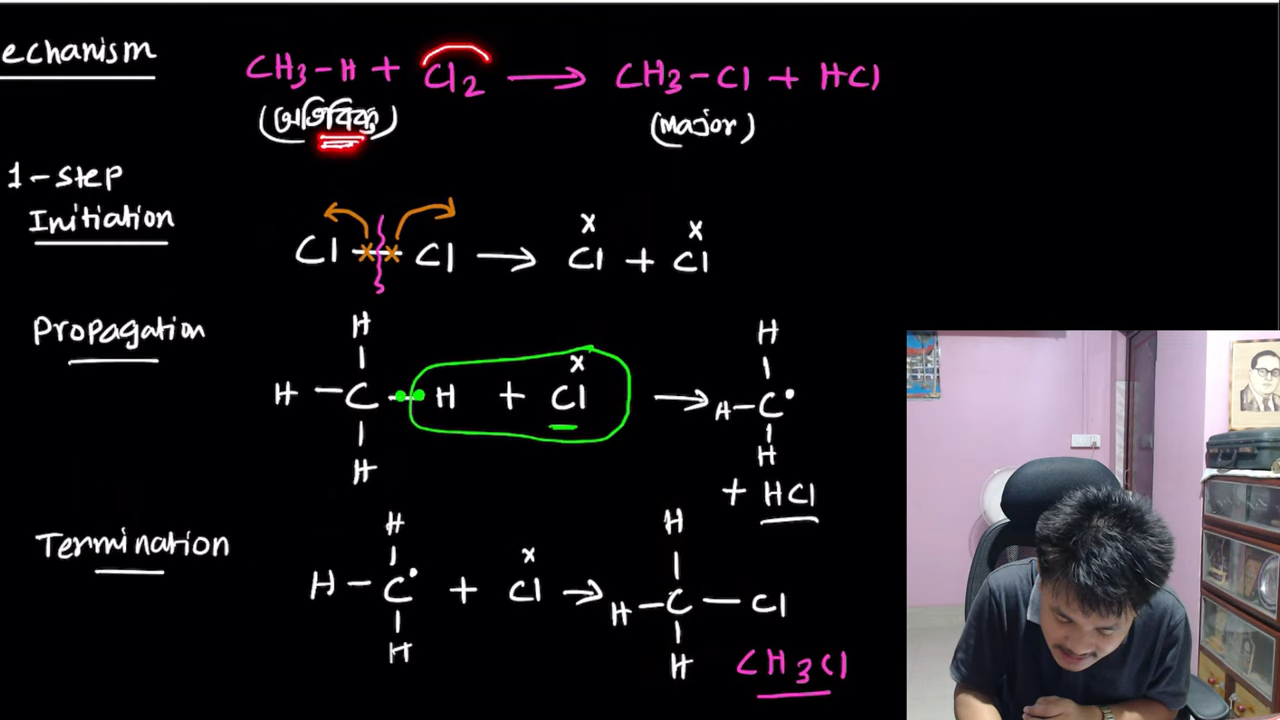 echanism
CH3-H + Cl2 → CH3-Cl + HCl
(অতিৰিক্ত) (Major)
1-step
Initiation
x x
Cl -x x- Cl → Cl + Cl
Propagation
H H
x
H - C - H + Cl → H - C•
H H
+ HCl
Termination
H H
x
H - C• + Cl → H - C - Cl
H H
CH3Cl